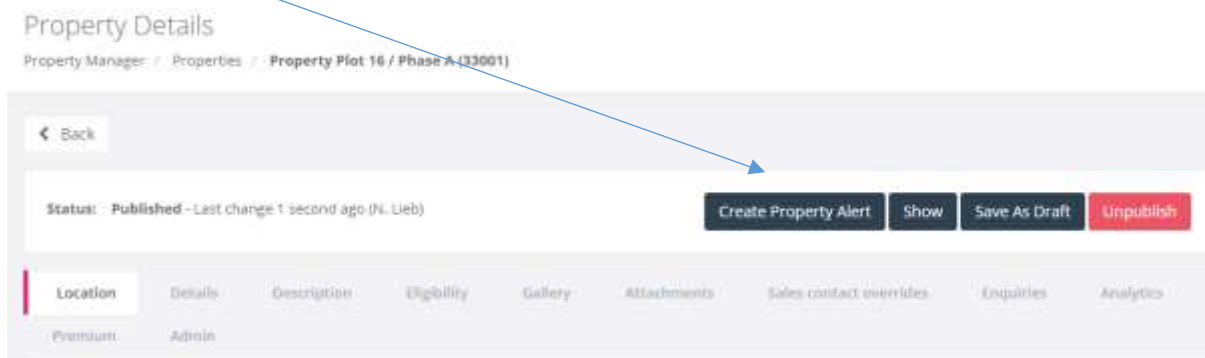 Property Details
Property Manager / Properties / Property Plot 16 / Phase A (33001)
Back
Status: Published - Last change 1 second ago (N. Lieb)
Create Property Alert Show Save As Draft Unpublish
Location Details Description Eligibility Gallery Attachments Sales contact overrides Enquiries Analytics
Premium Admin